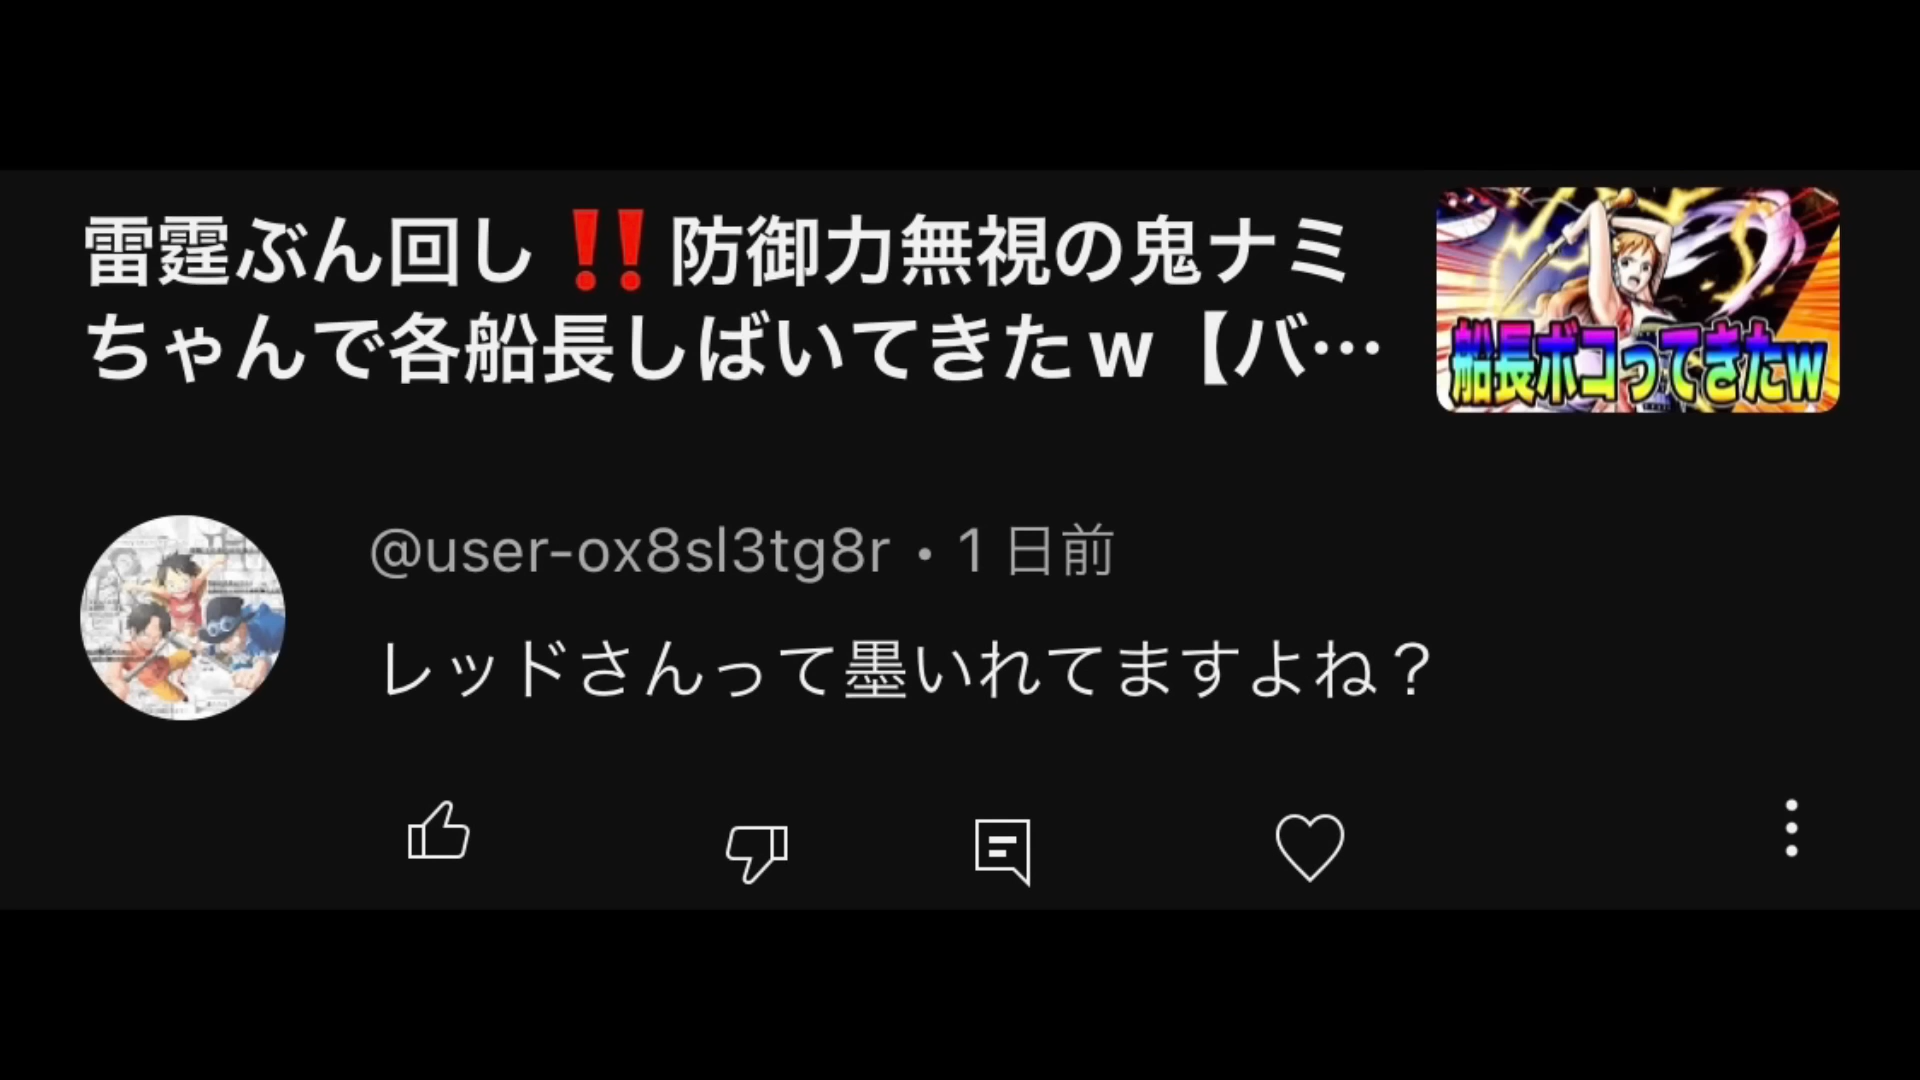 雷霆ぶん回し‼️防御力無視の鬼ナミ
ちゃんで各船長しばいてきたｗ【バ…
船長ボコってきたw
@user-ox8sl3tg8r • 1 日前
レッドさんって墨いれてますよね？